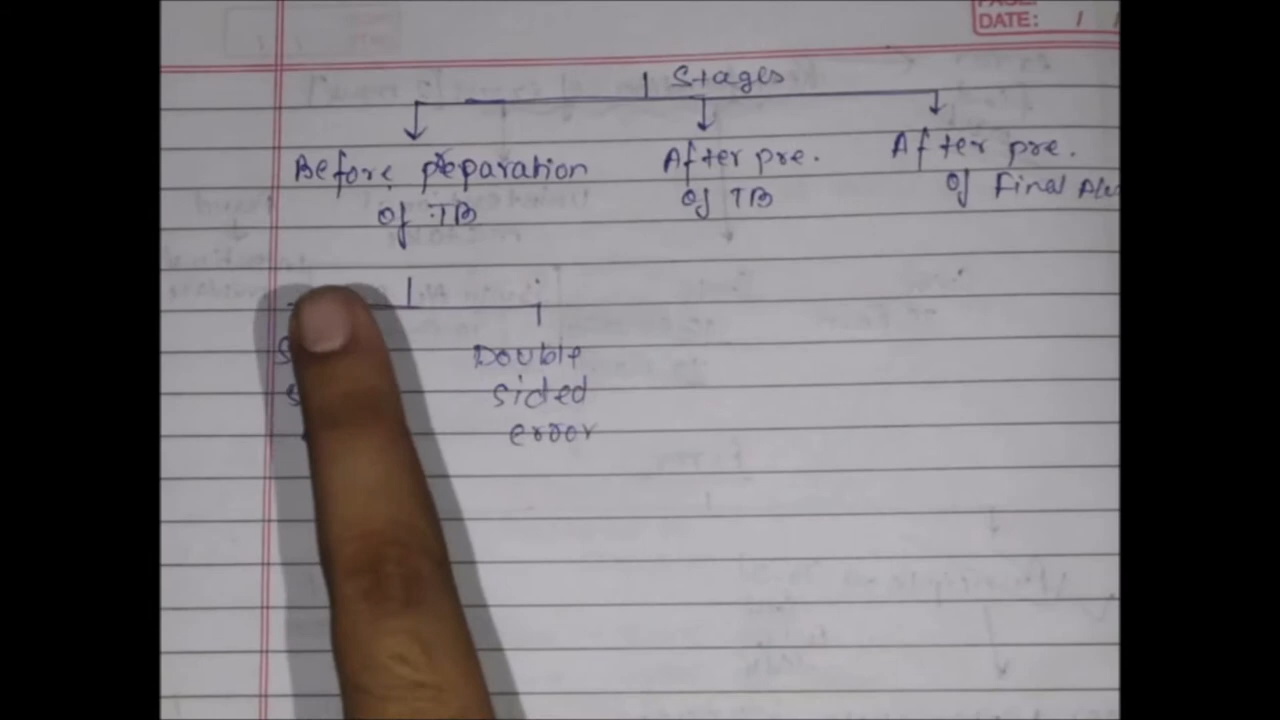 DATE: / /
Stages
Before preparation
of TB
After pre.
of TB
After pre.
of Final
Double
sided
error